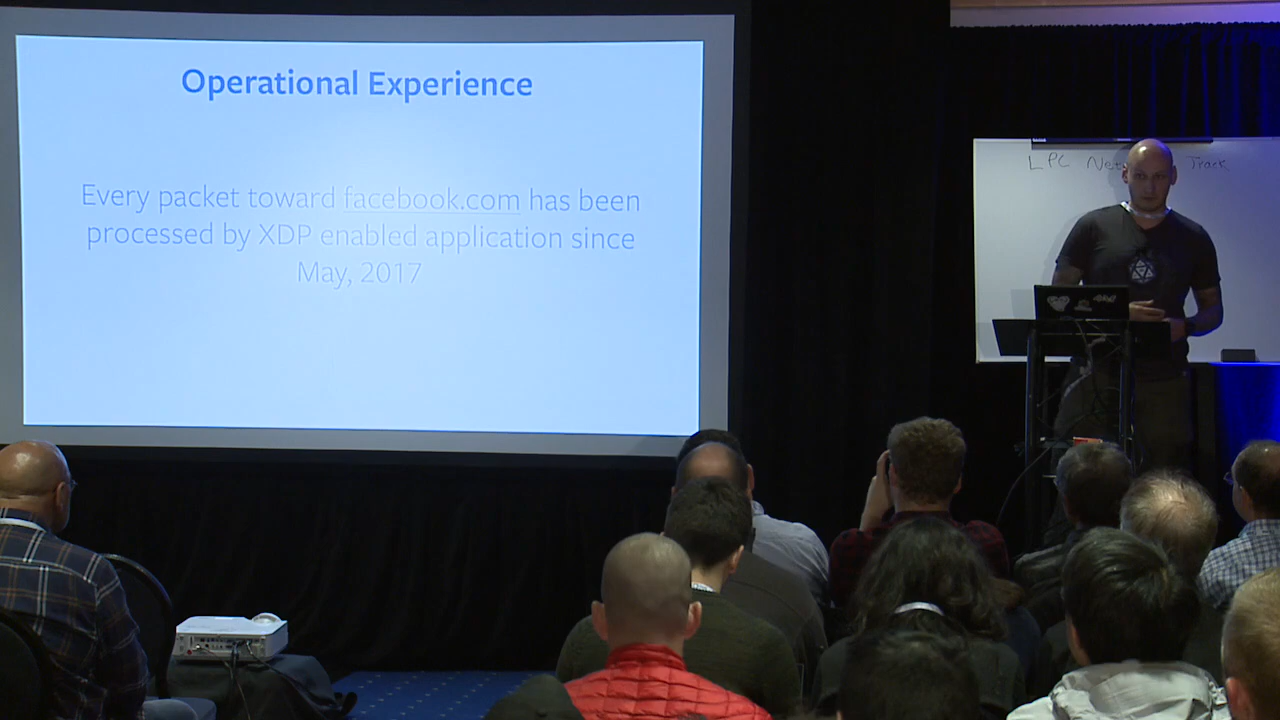 Operational Experience
Every packet toward facebook.com has been
processed by XDP enabled application since
May, 2017
LPC Track